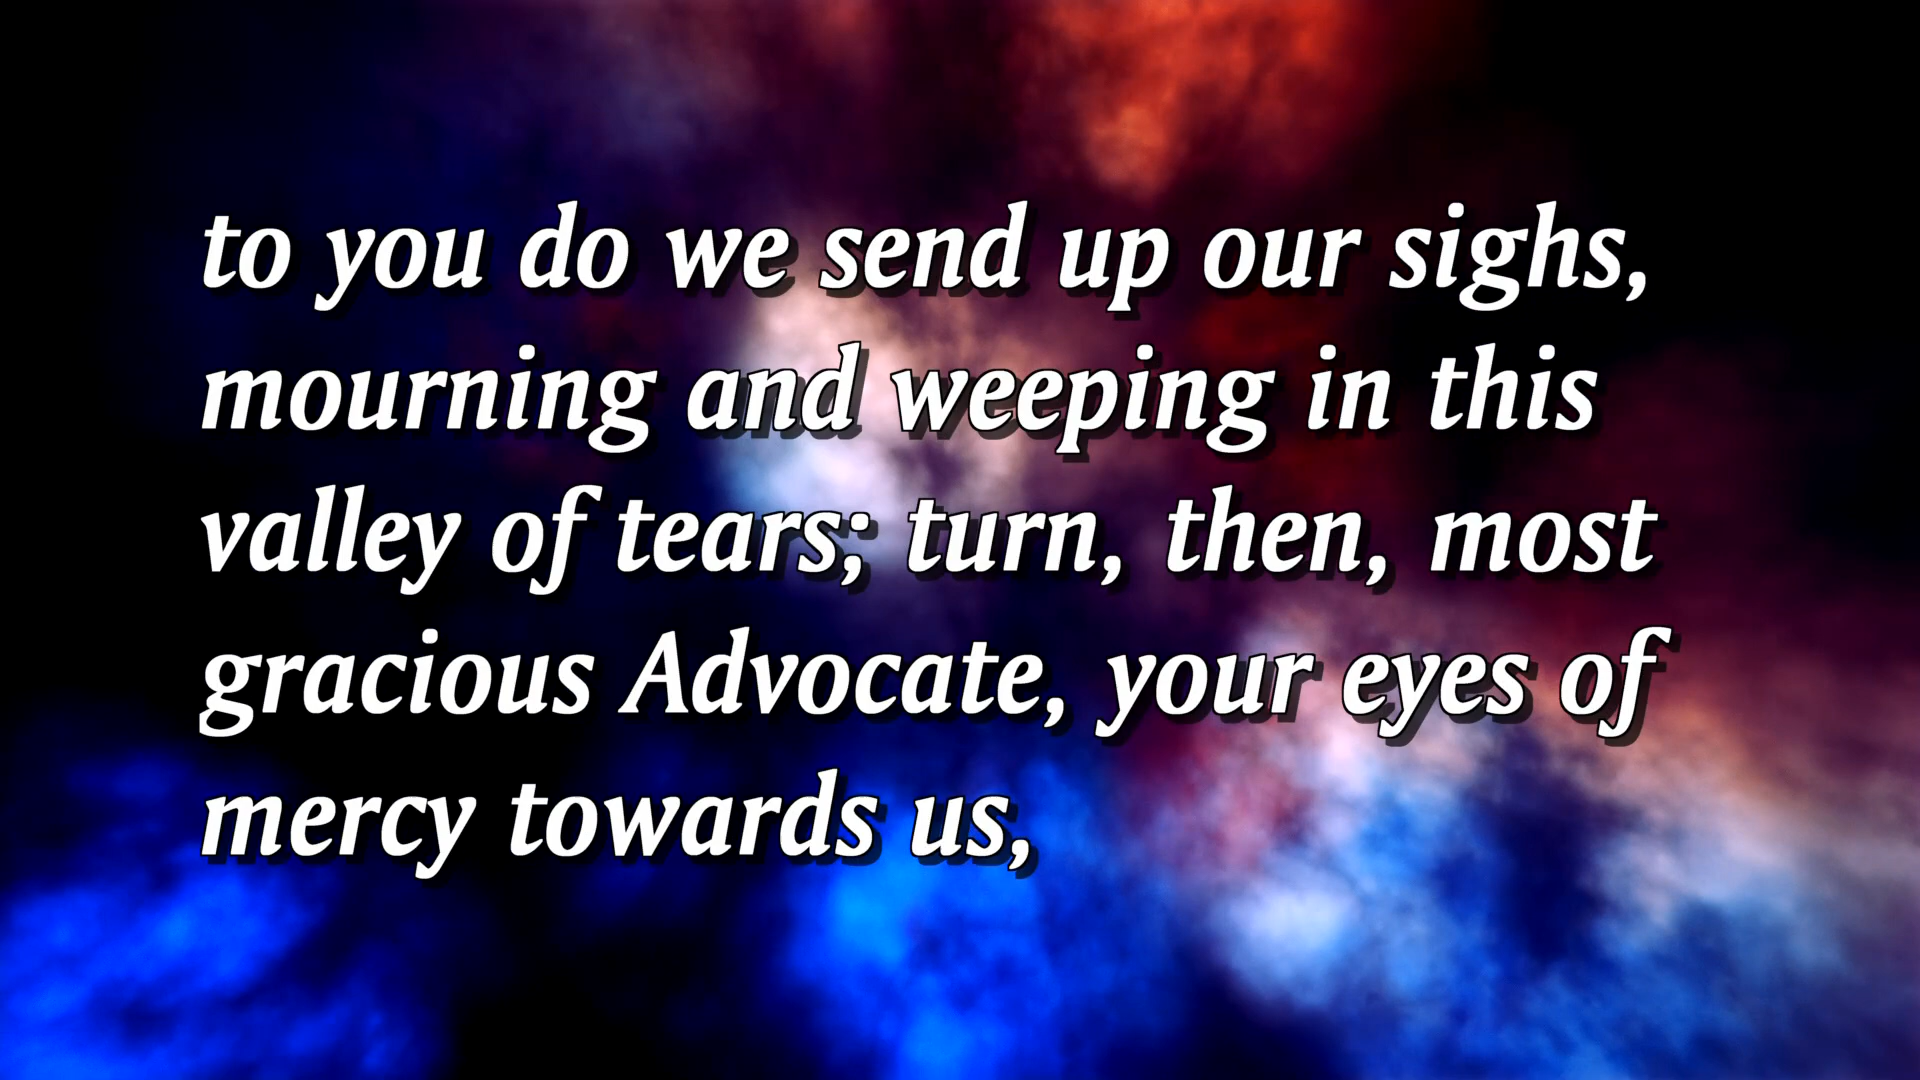 to you do we send up our sighs,
mourning and weeping in this
valley of tears; turn, then, most
gracious Advocate, your eyes of
mercy towards us,